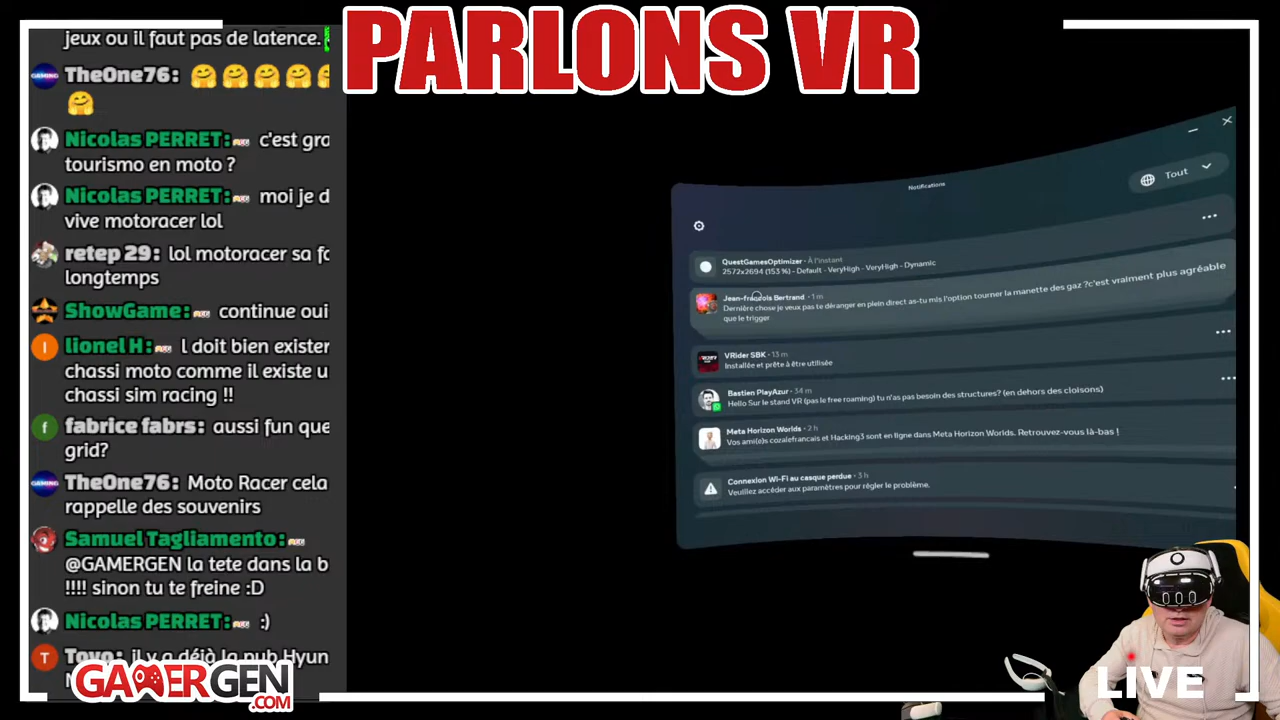 PARLONS VR
jeux ou il faut pas de latence.
TheOne76:
Nicolas PERRET: c'est gra
tourismo en moto ?
Nicolas PERRET: moi je d
vive motoracer lol
retep 29: lol motoracer sa fa
longtemps
ShowGame: continue oui
lionel H: l doit bien exister
chassi moto comme il existe u
chassi sim racing !!
fabrice fabrs: aussi fun que
grid?
TheOne76: Moto Racer cela
rappelle des souvenirs
Samuel Tagliamento:
@GAMERGEN la tete dans la b
!!!! sinon tu te freine :D
Nicolas PERRET: :)
Toyo: il y a déjà la pub Hyun
GAMERGEN
.COM
Notifications
Tout
QuestGamesOptimizer · À l'instant
2572x2694 (153 %) - Default - VeryHigh - VeryHigh - Dynamic
Jean-françois Bertrand · 1 m
Dernière chose je veux pas te déranger en plein direct as-tu mis l'option tourner la manette des gaz ?c'est vraiment plus agréable
que le trigger
VRider SBK · 13 m
Installée et prête à être utilisée
Bastien PlayAzur · 34 m
Hello Sur le stand VR (pas le free roaming) tu n'as pas besoin des structures? (en dehors des cloisons)
Meta Horizon Worlds · 2 h
Vos ami(e)s cozalefrancais et Hacking3 sont en ligne dans Meta Horizon Worlds. Retrouvez-vous là-bas !
Connexion Wi-Fi au casque perdue · 3 h
Veuillez accéder aux paramètres pour régler le problème.
LIVE